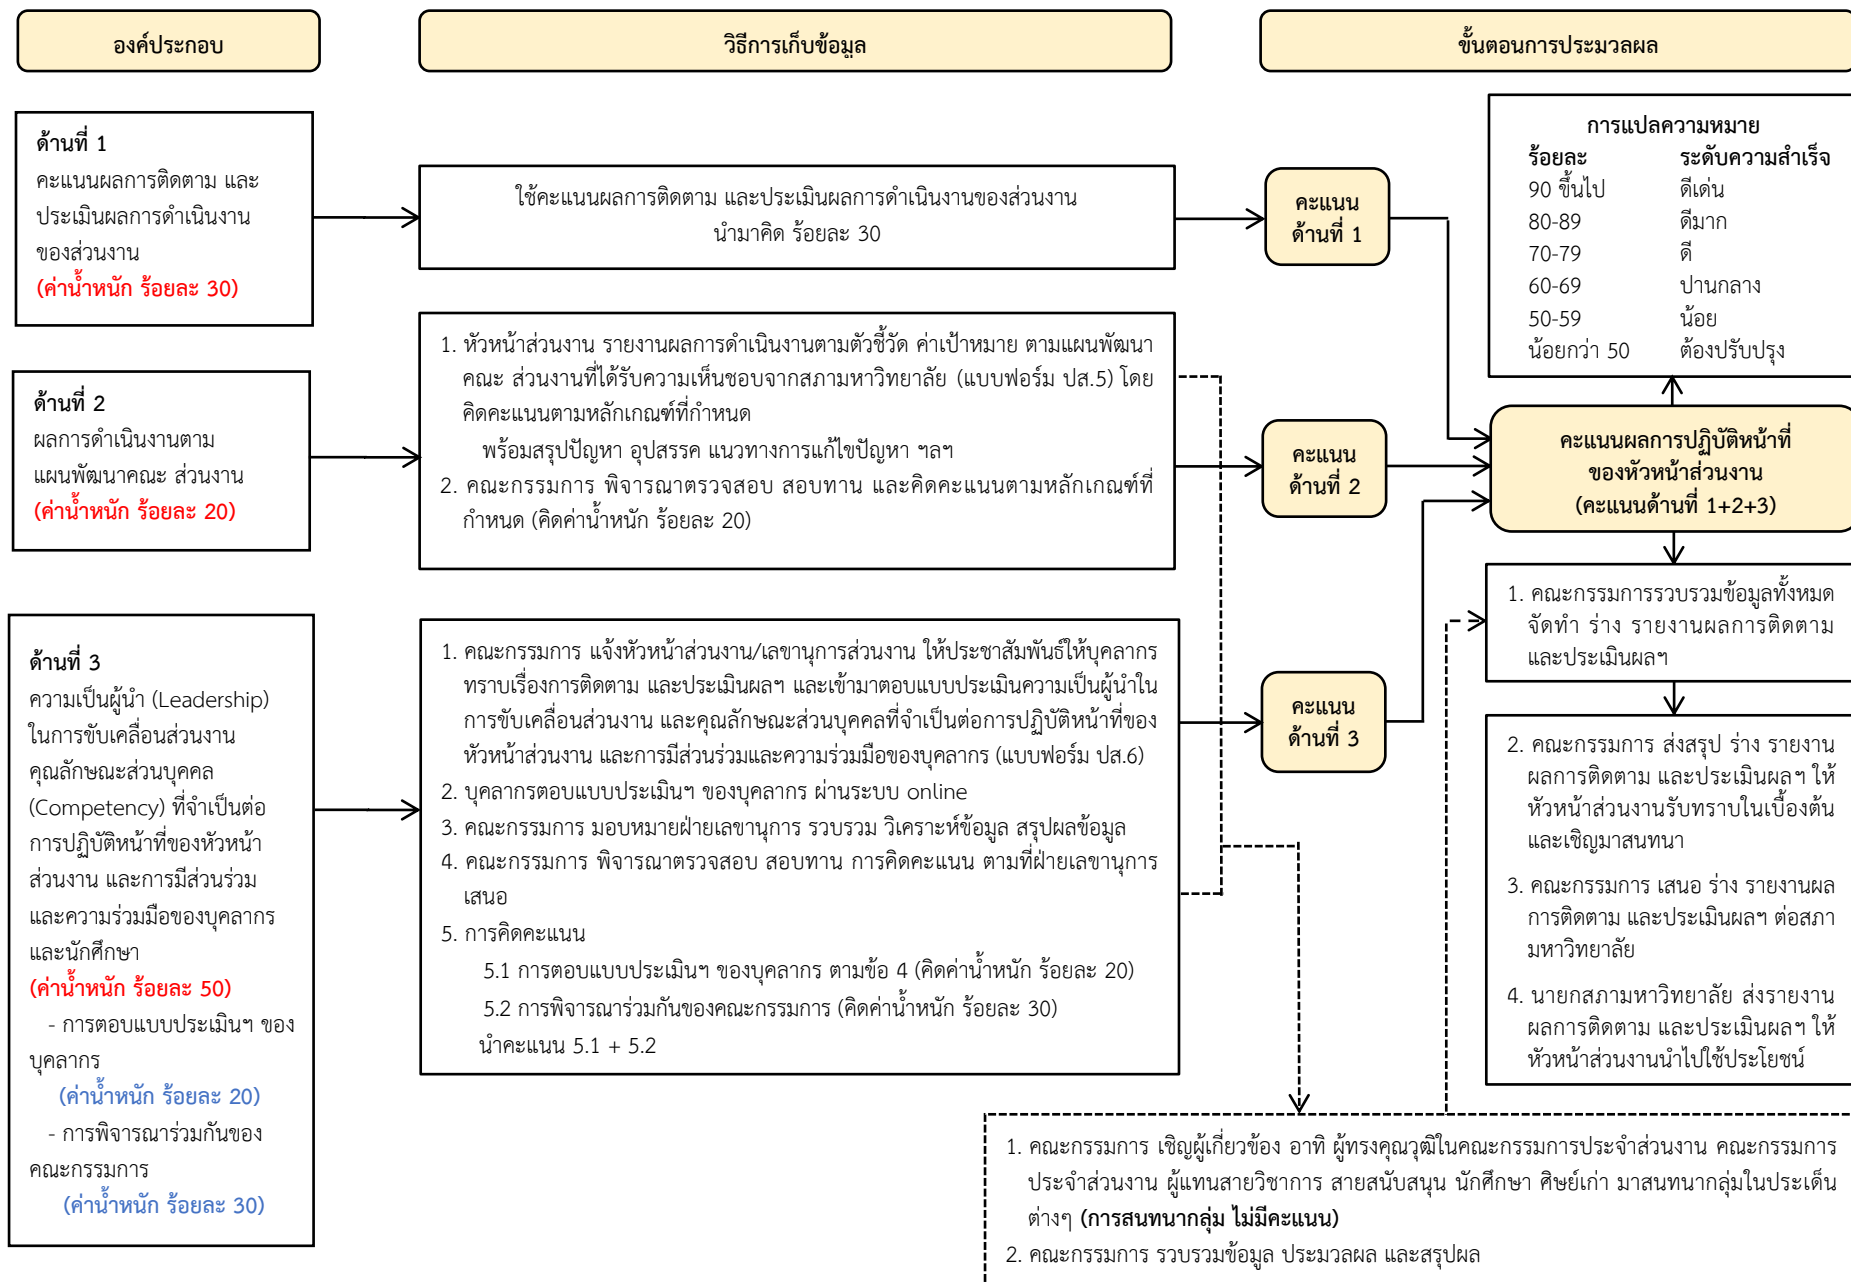 องค์ประกอบ
วิธีการเก็บข้อมูล
ขั้นตอนการประมวลผล
ด้านที่ 1
คะแนนผลการติดตาม และ
ประเมินผลการดำเนินงาน
ของส่วนงาน
(ค่าน้ำหนัก ร้อยละ 30)
ใช้คะแนนผลการติดตาม และประเมินผลการดำเนินงานของส่วนงาน
นำมาคิด ร้อยละ 30
คะแนน
ด้านที่ 1
การแปลความหมาย
ร้อยละ ระดับความสำเร็จ
90 ขึ้นไป ดีเด่น
80-89 ดีมาก
70-79 ดี
60-69 ปานกลาง
50-59 น้อย
น้อยกว่า 50 ต้องปรับปรุง
ด้านที่ 2
ผลการดำเนินงานตาม
แผนพัฒนาคณะ ส่วนงาน
(ค่าน้ำหนัก ร้อยละ 20)
1. หัวหน้าส่วนงาน รายงานผลการดำเนินงานตามตัวชี้วัด ค่าเป้าหมาย ตามแผนพัฒนา
คณะ ส่วนงานที่ได้รับความเห็นชอบจากสภามหาวิทยาลัย (แบบฟอร์ม ปส.5) โดย
คิดคะแนนตามหลักเกณฑ์ที่กำหนด
พร้อมสรุปปัญหา อุปสรรค แนวทางการแก้ไขปัญหา ฯลฯ
2. คณะกรรมการ พิจารณาตรวจสอบ สอบทาน และคิดคะแนนตามหลักเกณฑ์ที่
กำหนด (คิดค่าน้ำหนัก ร้อยละ 20)
คะแนน
ด้านที่ 2
คะแนนผลการปฏิบัติหน้าที่
ของหัวหน้าส่วนงาน
(คะแนนด้านที่ 1+2+3)
ด้านที่ 3
ความเป็นผู้นำ (Leadership)
ในการขับเคลื่อนส่วนงาน
คุณลักษณะส่วนบุคคล
(Competency) ที่จำเป็นต่อ
การปฏิบัติหน้าที่ของหัวหน้า
ส่วนงาน และการมีส่วนร่วม
และความร่วมมือของบุคลากร
และนักศึกษา
(ค่าน้ำหนัก ร้อยละ 50)
- การตอบแบบประเมินฯ ของ
บุคลากร
(ค่าน้ำหนัก ร้อยละ 20)
- การพิจารณาร่วมกันของ
คณะกรรมการ
(ค่าน้ำหนัก ร้อยละ 30)
1. คณะกรรมการ แจ้งหัวหน้าส่วนงาน/เลขานุการส่วนงาน ให้ประชาสัมพันธ์ให้บุคลากร
ทราบเรื่องการติดตาม และประเมินผลฯ และเข้ามาตอบแบบประเมินความเป็นผู้นำใน
การขับเคลื่อนส่วนงาน และคุณลักษณะส่วนบุคคลที่จำเป็นต่อการปฏิบัติหน้าที่ของ
หัวหน้าส่วนงาน และการมีส่วนร่วมและความร่วมมือของบุคลากร (แบบฟอร์ม ปส.6)
2. บุคลากรตอบแบบประเมินฯ ของบุคลากร ผ่านระบบ online
3. คณะกรรมการ มอบหมายฝ่ายเลขานุการ รวบรวม วิเคราะห์ข้อมูล สรุปผลข้อมูล
4. คณะกรรมการ พิจารณาตรวจสอบ สอบทาน การคิดคะแนน ตามที่ฝ่ายเลขานุการ
เสนอ
5. การคิดคะแนน
5.1 การตอบแบบประเมินฯ ของบุคลากร ตามข้อ 4 (คิดค่าน้ำหนัก ร้อยละ 20)
5.2 การพิจารณาร่วมกันของคณะกรรมการ (คิดค่าน้ำหนัก ร้อยละ 30)
นำคะแนน 5.1 + 5.2
คะแนน
ด้านที่ 3
1. คณะกรรมการรวบรวมข้อมูลทั้งหมด
จัดทำ ร่าง รายงานผลการติดตาม
และประเมินผลฯ
2. คณะกรรมการ ส่งสรุป ร่าง รายงาน
ผลการติดตาม และประเมินผลฯ ให้
หัวหน้าส่วนงานรับทราบในเบื้องต้น
และเชิญมาสนทนา
3. คณะกรรมการ เสนอ ร่าง รายงานผล
การติดตาม และประเมินผลฯ ต่อสภา
มหาวิทยาลัย
4. นายกสภามหาวิทยาลัย ส่งรายงาน
ผลการติดตาม และประเมินผลฯ ให้
หัวหน้าส่วนงานนำไปใช้ประโยชน์
1. คณะกรรมการ เชิญผู้เกี่ยวข้อง อาทิ ผู้ทรงคุณวุฒิในคณะกรรมการประจำส่วนงาน คณะกรรมการ
ประจำส่วนงาน ผู้แทนสายวิชาการ สายสนับสนุน นักศึกษา ศิษย์เก่า มาสนทนากลุ่มในประเด็น
ต่างๆ (การสนทนากลุ่ม ไม่มีคะแนน)
2. คณะกรรมการ รวบรวมข้อมูล ประมวลผล และสรุปผล